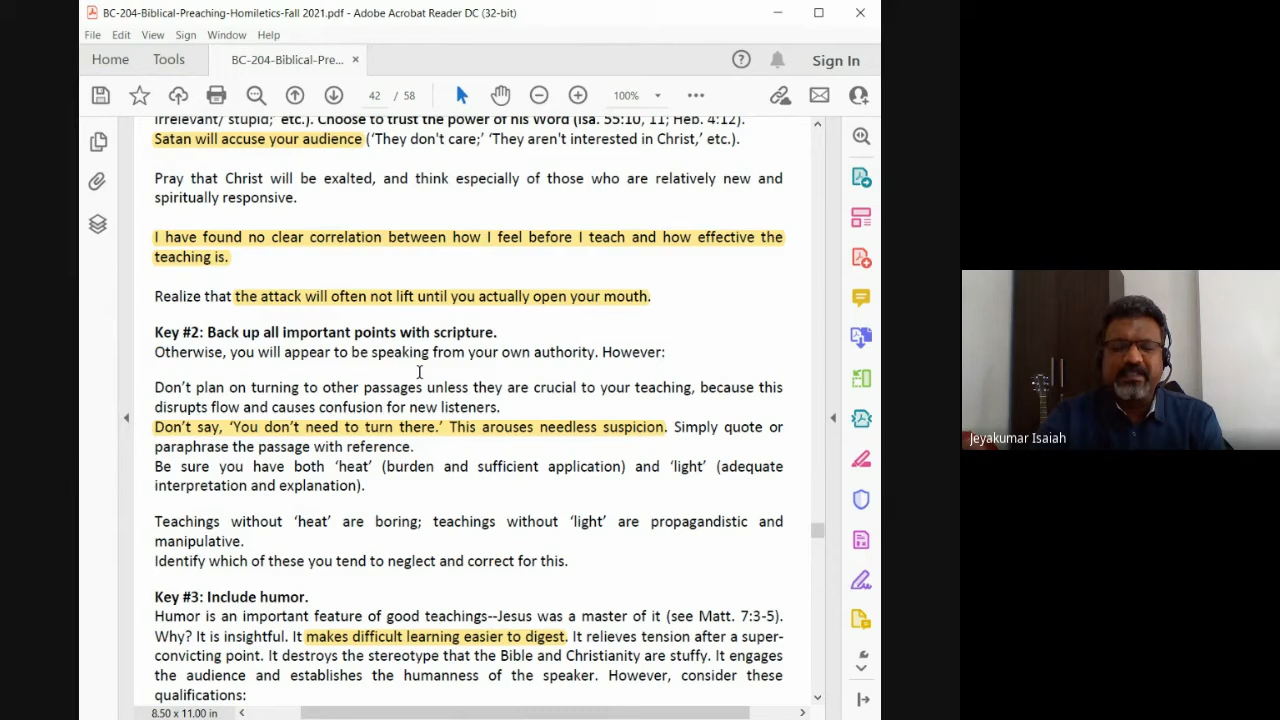 BC-204-Biblical-Preaching-Homiletics-Fall 2021.pdf - Adobe Acrobat Reader DC (32-bit)
File Edit View Sign Window Help
Home Tools BC-204-Biblical-Pre... ×
Sign In
42 / 58 100%
irrelevant/ stupid;' etc.). Choose to trust the power of his Word (Isa. 55:10, 11; Heb. 4:12).
Satan will accuse your audience ('They don't care;' 'They aren't interested in Christ,' etc.).
Pray that Christ will be exalted, and think especially of those who are relatively new and
spiritually responsive.
I have found no clear correlation between how I feel before I teach and how effective the
teaching is.
Realize that the attack will often not lift until you actually open your mouth.
Key #2: Back up all important points with scripture.
Otherwise, you will appear to be speaking from your own authority. However:
Don't plan on turning to other passages unless they are crucial to your teaching, because this
disrupts flow and causes confusion for new listeners.
Don't say, 'You don't need to turn there.' This arouses needless suspicion. Simply quote or
paraphrase the passage with reference.
Be sure you have both 'heat' (burden and sufficient application) and 'light' (adequate
interpretation and explanation).
Teachings without 'heat' are boring; teachings without 'light' are propagandistic and
manipulative.
Identify which of these you tend to neglect and correct for this.
Key #3: Include humor.
Humor is an important feature of good teachings--Jesus was a master of it (see Matt. 7:3-5).
Why? It is insightful. It makes difficult learning easier to digest. It relieves tension after a super-
convicting point. It destroys the stereotype that the Bible and Christianity are stuffy. It engages
the audience and establishes the humanness of the speaker. However, consider these
qualifications:
8.50 x 11.00 in
Jeyakumar Isaiah